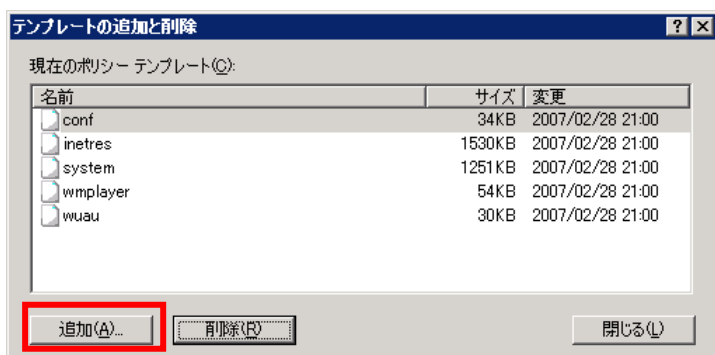 テンプレートの追加と削除
現在のポリシー テンプレート(C):
名前 サイズ 変更
conf 34KB 2007/02/28 21:00
inetres 1530KB 2007/02/28 21:00
system 1251KB 2007/02/28 21:00
wmplayer 54KB 2007/02/28 21:00
wuau 30KB 2007/02/28 21:00
追加(A)... 削除(R) 閉じる(L)